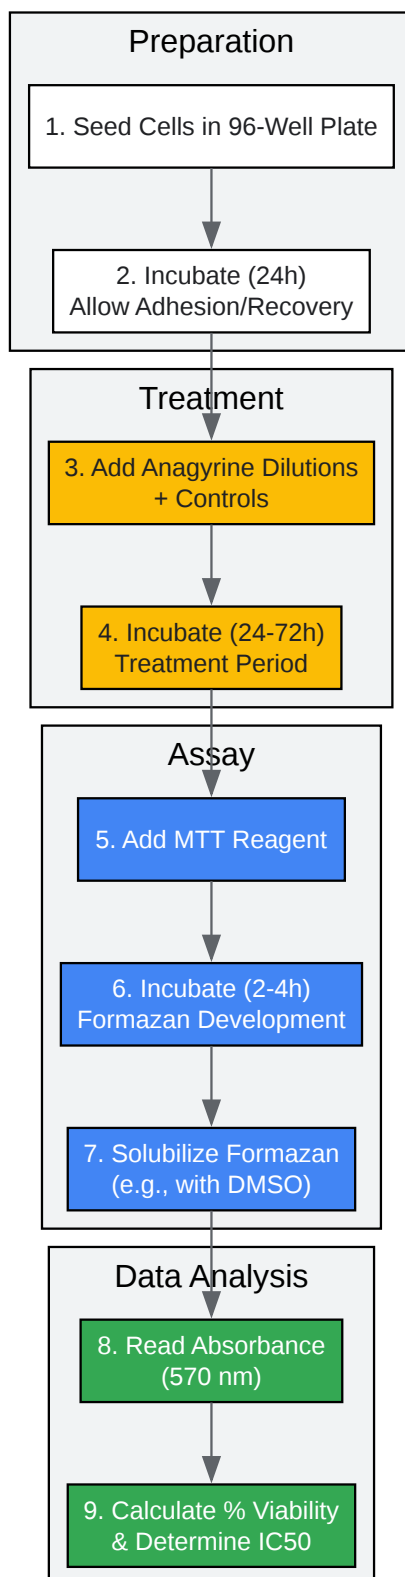 Preparation
1. Seed Cells in 96-Well Plate
2. Incubate (24h)
Allow Adhesion/Recovery
Treatment
3. Add Anagyrine Dilutions
+ Controls
4. Incubate (24-72h)
Treatment Period
Assay
5. Add MTT Reagent
6. Incubate (2-4h)
Formazan Development
7. Solubilize Formazan
(e.g., with DMSO)
Data Analysis
8. Read Absorbance
(570 nm)
9. Calculate % Viability
& Determine IC50